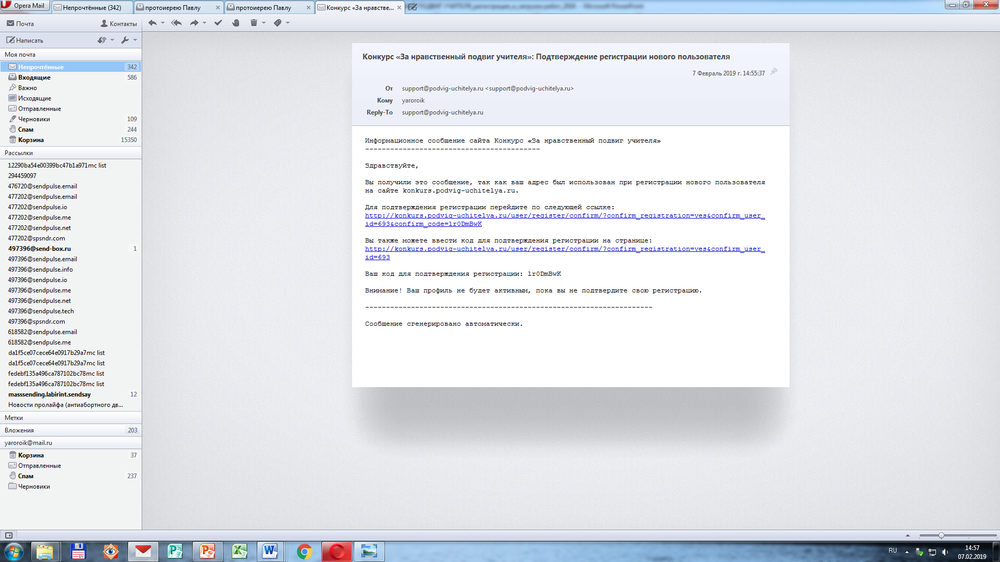 Opera Mail
Непрочтённые (342)
протоиерею Павлу
протоиерею Павлу
Конкурс «За нравстве...
Microsoft PowerPoint
Почта
Контакты
Написать
Моя почта
Непрочтённые 342
Входящие 586
Важно
Исходящие
Отправленные
Черновики 109
Спам 244
Корзина 15350
Рассылки
12290ba54e00399bc47b1a971mc list
294459097
476720@sendpulse.email
477202@sendpulse.email
477202@sendpulse.io
477202@sendpulse.me
477202@sendpulse.net
477202@spsndr.com
497396@send-box.ru 1
497396@sendpulse.email
497396@sendpulse.info
497396@sendpulse.io
497396@sendpulse.me
497396@sendpulse.net
497396@sendpulse.tech
497396@spsndr.com
618582@sendpulse.email
618582@sendpulse.me
da1f5ce07cece64e0917b29a7mc list
da1f5ce07cece64e0917b29a7mc list
fedebf135a496ca787102bc78mc list
fedebf135a496ca787102bc78mc list
masssending.labirint.sendsay 12
Новости пролайфа (антиабортного дв...
Метки
Вложения 203
yaroroik@mail.ru
Корзина 37
Отправленные
Спам 237
Черновики
Конкурс «За нравственный подвиг учителя»: Подтверждение регистрации нового пользователя
7 Февраль 2019 г. 14:55:37
От support@podvig-uchitelya.ru <support@podvig-uchitelya.ru>
Кому yaroroik
Reply-To support@podvig-uchitelya.ru
Информационное сообщение сайта Конкурс «За нравственный подвиг учителя»
------------------------------------------
Здравствуйте,
Вы получили это сообщение, так как ваш адрес был использован при регистрации нового пользователя
на сайте konkurs.podvig-uchitelya.ru.
Для подтверждения регистрации перейдите по следующей ссылке:
http://konkurs.podvig-uchitelya.ru/user/register/confirm/?confirm_registration=yes&confirm_user_
id=693&confirm_code=lr0DmBwK
Вы также можете ввести код для подтверждения регистрации на странице:
http://konkurs.podvig-uchitelya.ru/user/register/confirm/?confirm_registration=yes&confirm_user_
id=693
Ваш код для подтверждения регистрации: lr0DmBwK
Внимание! Ваш профиль не будет активным, пока вы не подтвердите свою регистрацию.
---------------------------------------------------------------------
Сообщение сгенерировано автоматически.
64
RU
14:57
07.02.2019